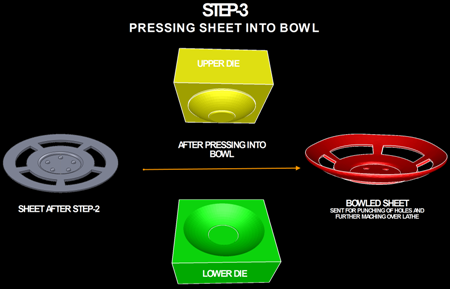 STEP-3
PRESSING SHEET INTO BOWL
UPPER DIE
AFTER PRESSING INTO
BOWL
SHEET AFTER STEP-2
BOWLED SHEET
SENT FOR PUNCHING OF HOLES AND
FURTHER MACHING OVER LATHE
LOWER DIE